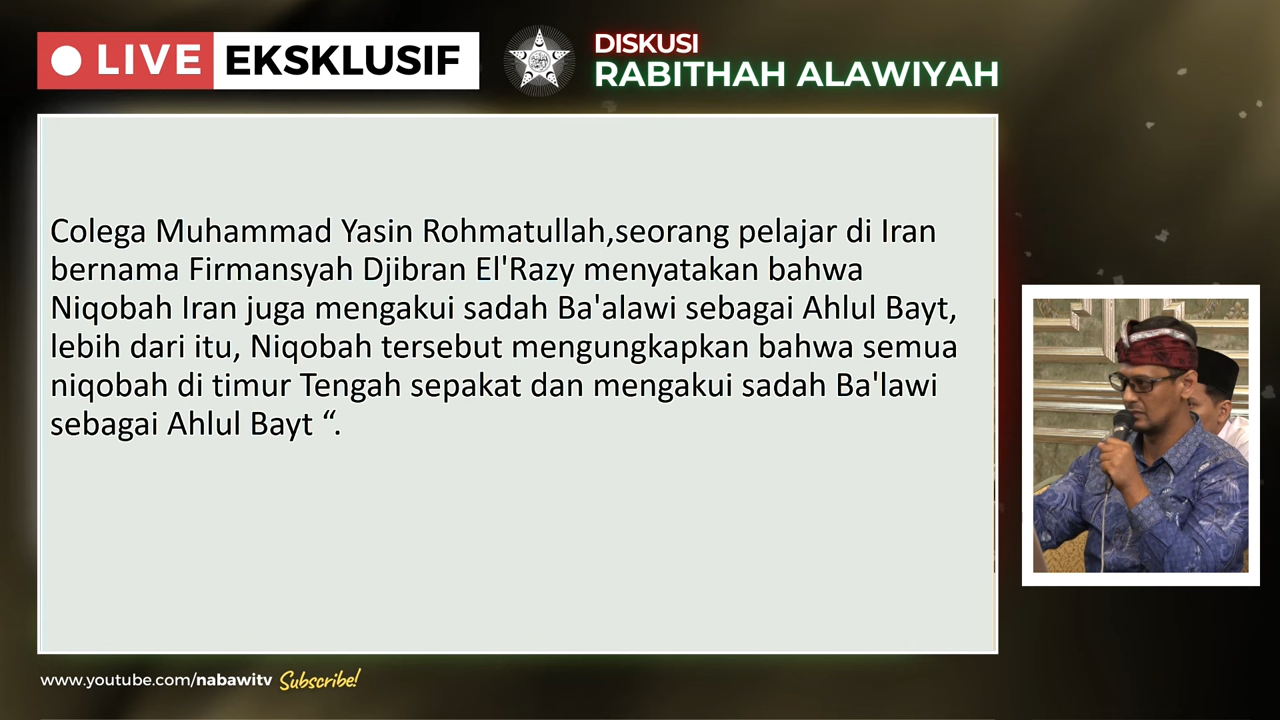 LIVE EKSKLUSIF
DISKUSI
RABITHAH ALAWIYAH
Colega Muhammad Yasin Rohmatullah,seorang pelajar di Iran
bernama Firmansyah Djibran El'Razy menyatakan bahwa
Niqobah Iran juga mengakui sadah Ba'alawi sebagai Ahlul Bayt,
lebih dari itu, Niqobah tersebut mengungkapkan bahwa semua
niqobah di timur Tengah sepakat dan mengakui sadah Ba'lawi
sebagai Ahlul Bayt “.
www.youtube.com/nabawitv Subscribe!